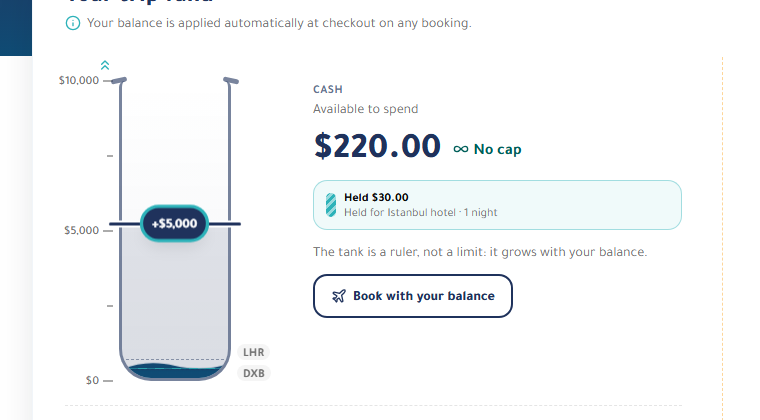 Your balance is applied automatically at checkout on any booking.
$10,000
+$5,000
$5,000
LHR
DXB
$0
CASH
Available to spend
$220.00
∞ No cap
Held $30.00
Held for Istanbul hotel · 1 night
The tank is a ruler, not a limit: it grows with your balance.
Book with your balance